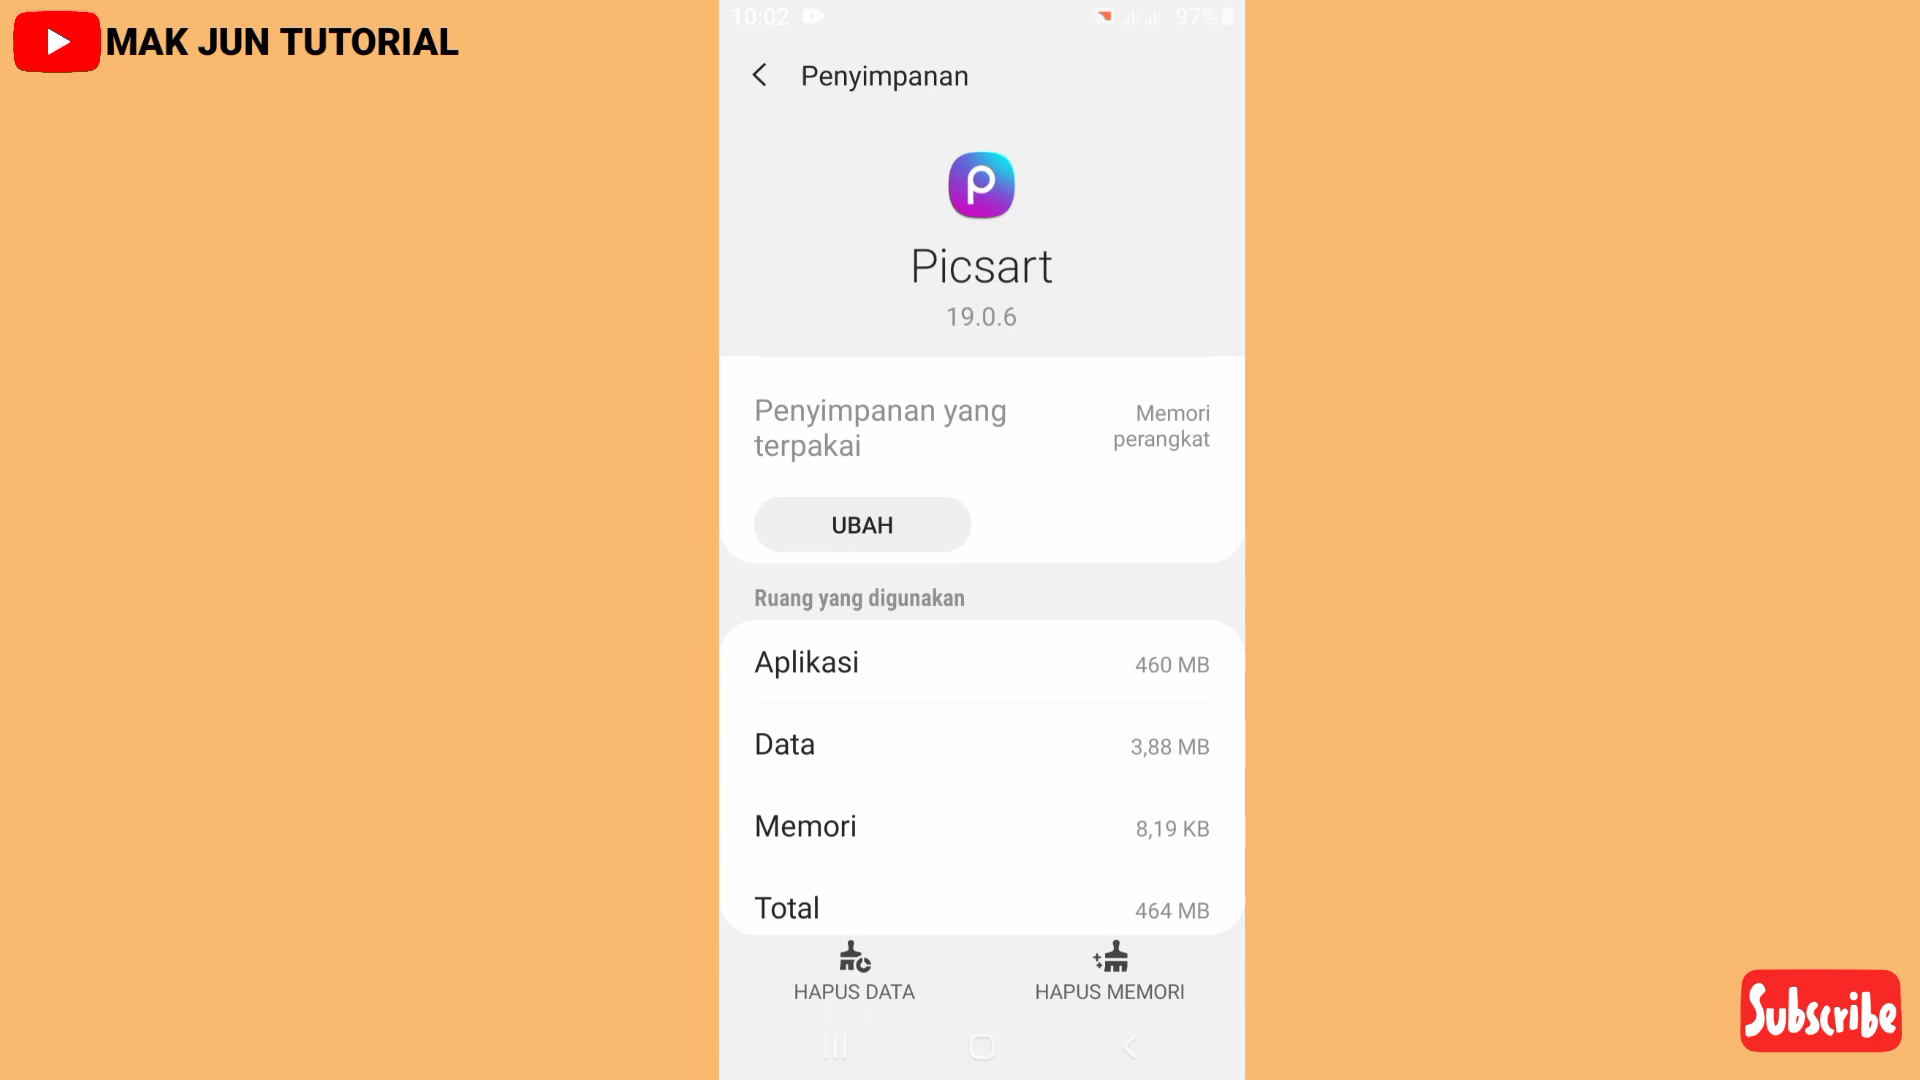 MAK JUN TUTORIAL
10:02
97%
Penyimpanan
Picsart
19.0.6
Penyimpanan yang
terpakai
Memori
perangkat
UBAH
Ruang yang digunakan
Aplikasi
460 MB
Data
3,88 MB
Memori
8,19 KB
Total
464 MB
HAPUS DATA
HAPUS MEMORI
Subscribe